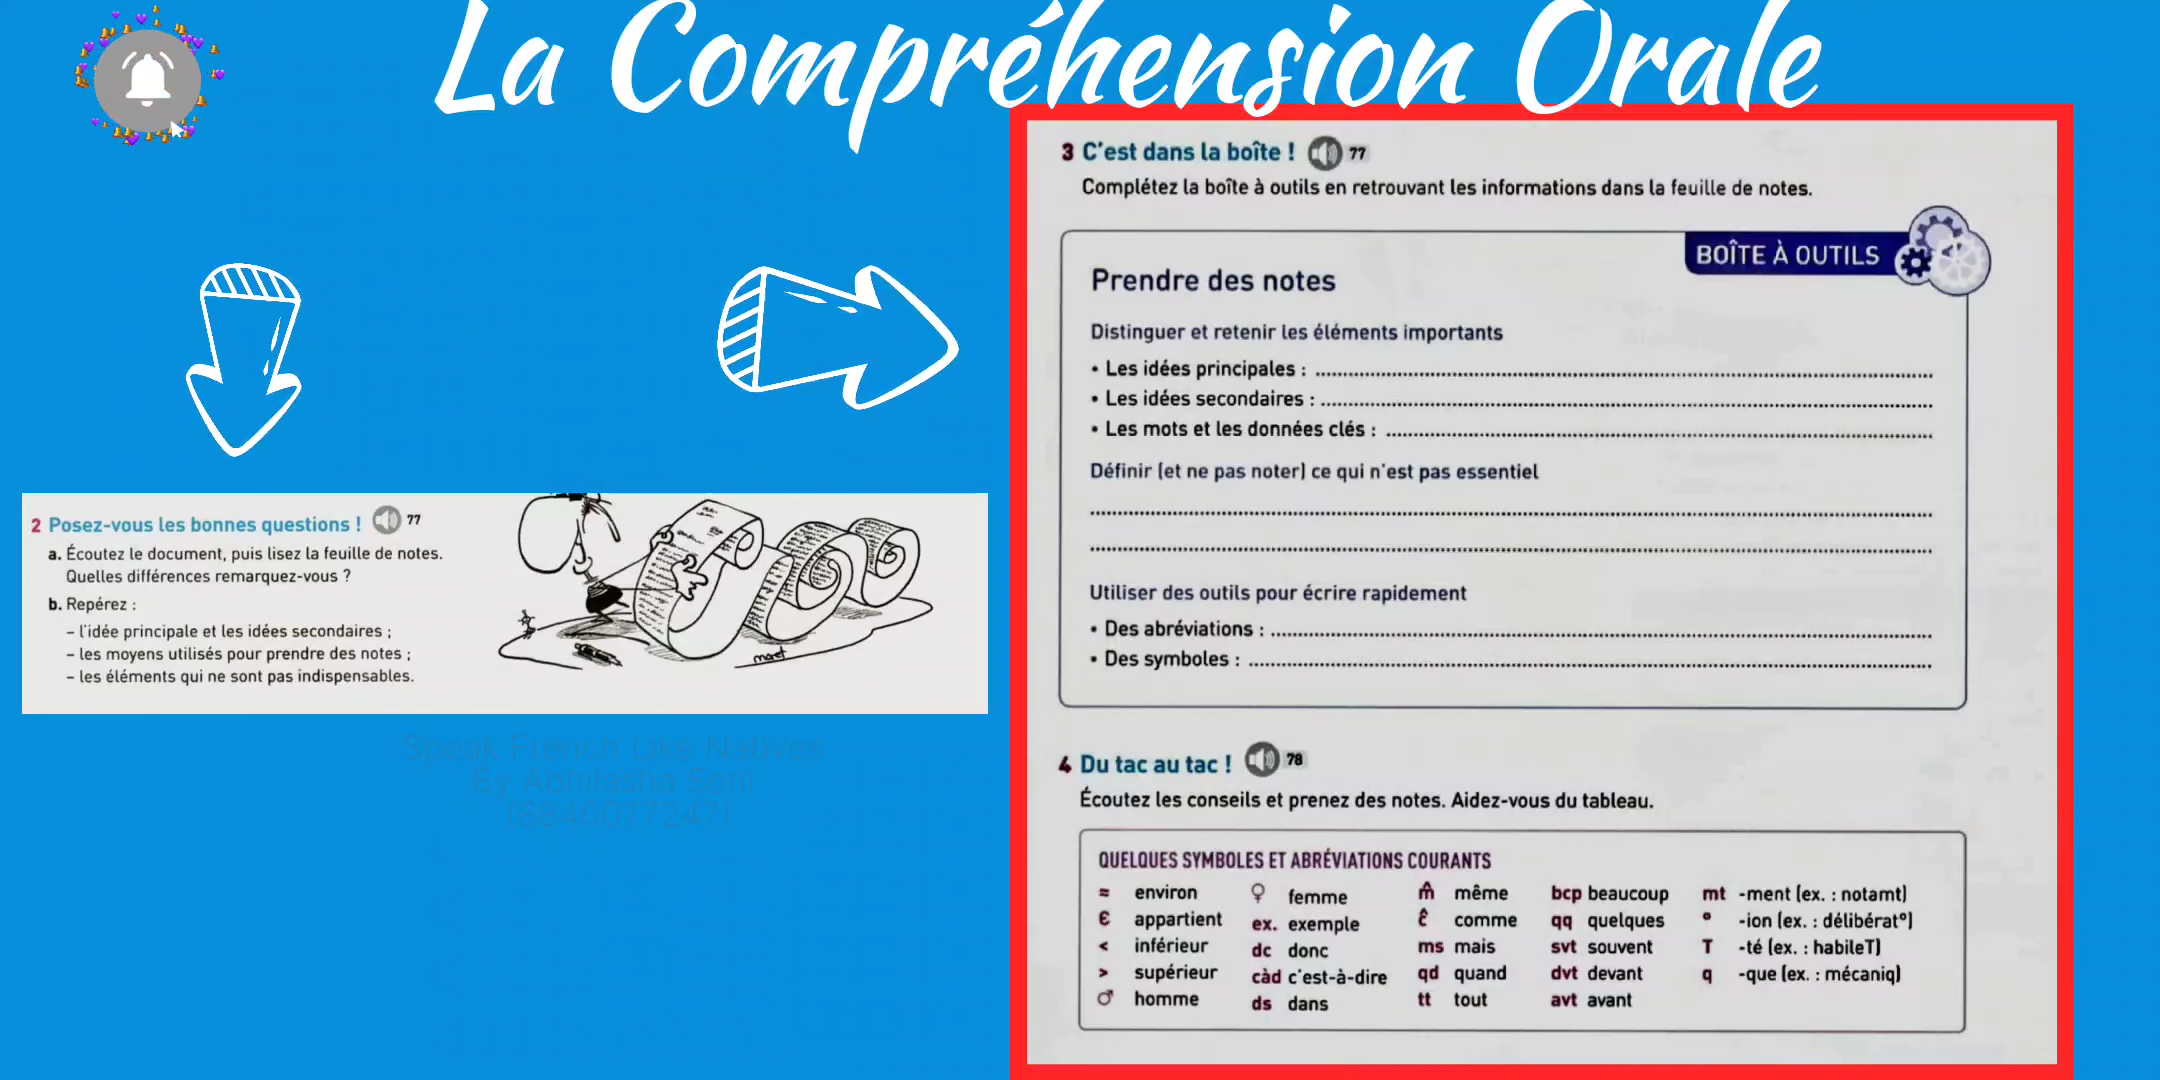 La Compréhension Orale
2 Posez-vous les bonnes questions ! 77
a. Écoutez le document, puis lisez la feuille de notes.
Quelles différences remarquez-vous ?
b. Repérez :
– l'idée principale et les idées secondaires ;
– les moyens utilisés pour prendre des notes ;
– les éléments qui ne sont pas indispensables.
Speak French Like Natives
By Abhilasha Soni
(8840077247)
3 C'est dans la boîte ! 77
Complétez la boîte à outils en retrouvant les informations dans la feuille de notes.
BOÎTE À OUTILS
Prendre des notes
Distinguer et retenir les éléments importants
• Les idées principales : ........
• Les idées secondaires : ........
• Les mots et les données clés : ........
Définir (et ne pas noter) ce qui n'est pas essentiel
Utiliser des outils pour écrire rapidement
• Des abréviations : ........
• Des symboles : ........
4 Du tac au tac ! 78
Écoutez les conseils et prenez des notes. Aidez-vous du tableau.
QUELQUES SYMBOLES ET ABRÉVIATIONS COURANTS
≈ environ ♀ femme m̂ même bcp beaucoup mt -ment (ex. : notamt)
Є appartient ex. exemple ĉ comme qq quelques ° -ion (ex. : délibérat°)
< inférieur dc donc ms mais svt souvent T -té (ex. : habileT)
> supérieur càd c'est-à-dire qd quand dvt devant q -que (ex. : mécaniq)
♂ homme ds dans tt tout avt avant